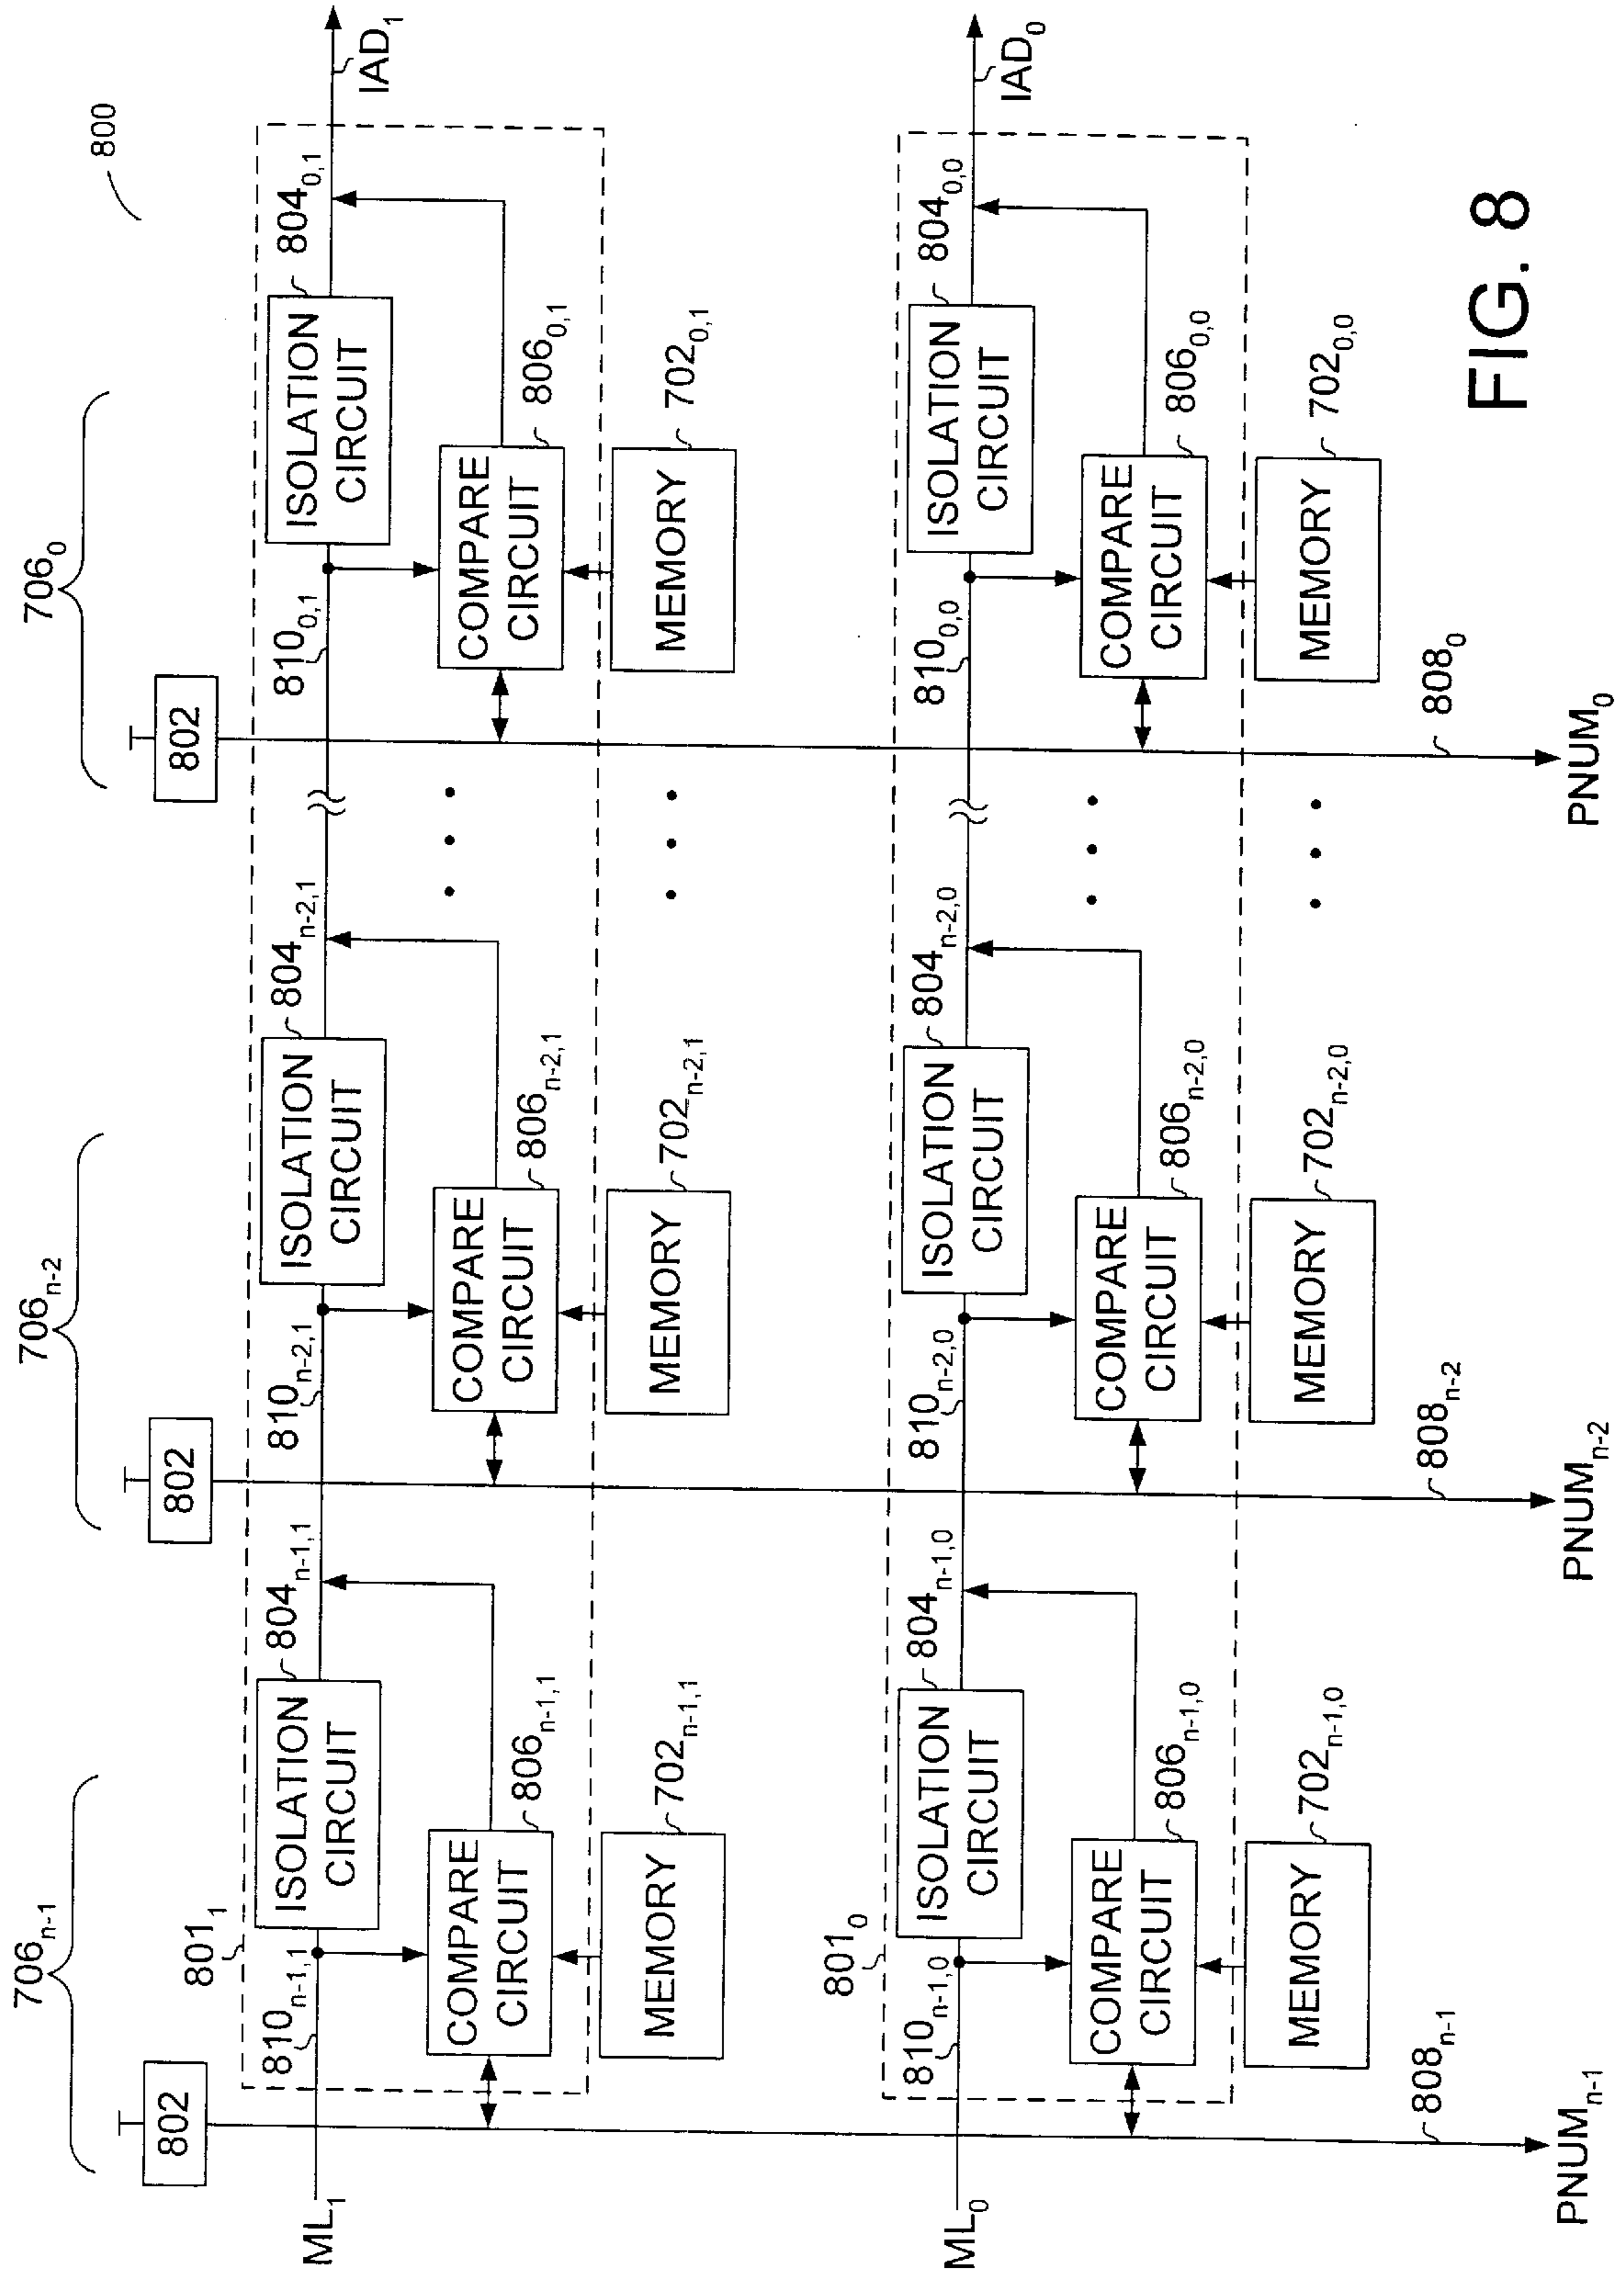 800
706ₙ₋₁
706ₙ₋₂
706₀
802
802
802
801₁
ML₁
810ₙ₋₁,₁
ISOLATION
CIRCUIT
804ₙ₋₁,₁
810ₙ₋₂,₁
ISOLATION
CIRCUIT
804ₙ₋₂,₁
810₀,₁
ISOLATION
CIRCUIT
804₀,₁
IAD₁
COMPARE
CIRCUIT
806ₙ₋₁,₁
COMPARE
CIRCUIT
806ₙ₋₂,₁
COMPARE
CIRCUIT
806₀,₁
MEMORY
702ₙ₋₁,₁
MEMORY
702ₙ₋₂,₁
MEMORY
702₀,₁
801₀
ML₀
810ₙ₋₁,₀
ISOLATION
CIRCUIT
804ₙ₋₁,₀
810ₙ₋₂,₀
ISOLATION
CIRCUIT
804ₙ₋₂,₀
810₀,₀
ISOLATION
CIRCUIT
804₀,₀
IAD₀
COMPARE
CIRCUIT
806ₙ₋₁,₀
COMPARE
CIRCUIT
806ₙ₋₂,₀
COMPARE
CIRCUIT
806₀,₀
MEMORY
702ₙ₋₁,₀
MEMORY
702ₙ₋₂,₀
MEMORY
702₀,₀
808ₙ₋₁
808ₙ₋₂
808₀
PNUMₙ₋₁
PNUMₙ₋₂
PNUM₀
FIG. 8